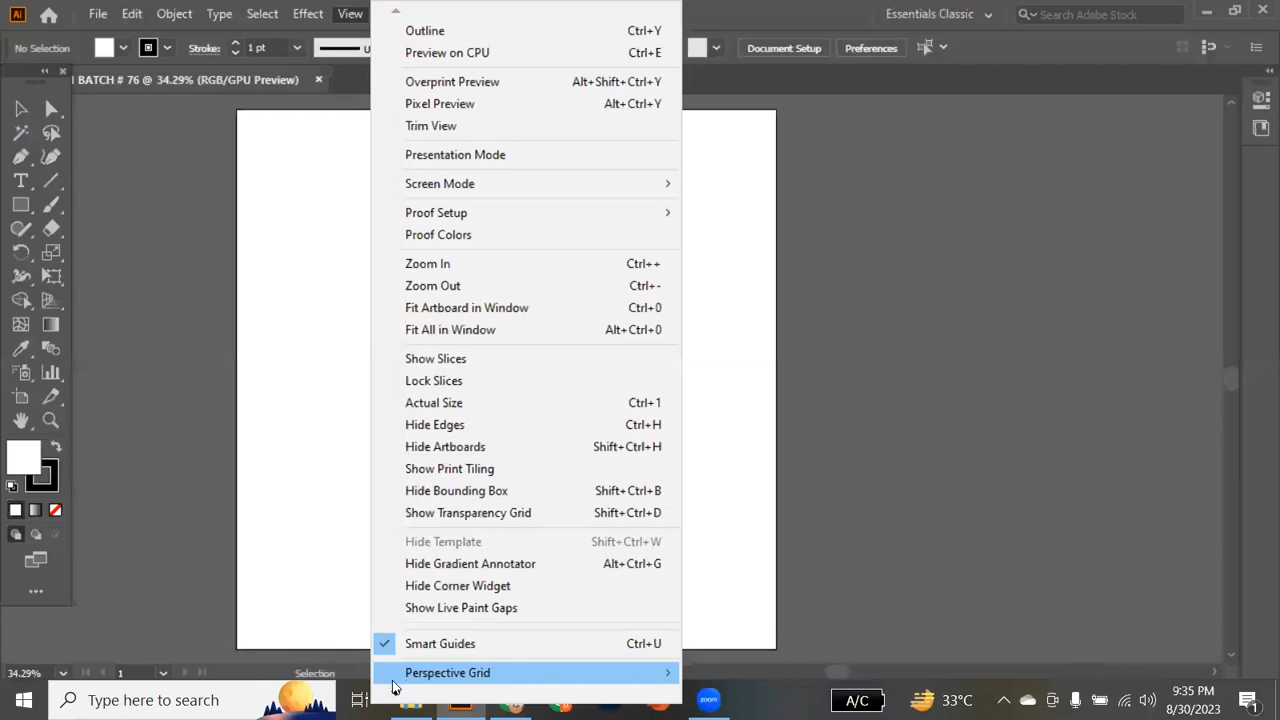 Ai File Edit Object Type Select Effect View Essentials Classic Search Adobe Stock
No Selection Stroke: 1 pt Document Setup Preferences
BATCH # 76 @ 34.29% (RGB/GPU Preview)
Outline Ctrl+Y
Preview on CPU Ctrl+E
Overprint Preview Alt+Shift+Ctrl+Y
Pixel Preview Alt+Ctrl+Y
Trim View
Presentation Mode
Screen Mode
Proof Setup
Proof Colors
Zoom In Ctrl++
Zoom Out Ctrl+-
Fit Artboard in Window Ctrl+0
Fit All in Window Alt+Ctrl+0
Show Slices
Lock Slices
Actual Size Ctrl+1
Hide Edges Ctrl+H
Hide Artboards Shift+Ctrl+H
Show Print Tiling
Hide Bounding Box Shift+Ctrl+B
Show Transparency Grid Shift+Ctrl+D
Hide Template Shift+Ctrl+W
Hide Gradient Annotator Alt+Ctrl+G
Hide Corner Widget
Show Live Paint Gaps
Smart Guides Ctrl+U
Perspective Grid
34.29% 1 Selection
Type here to search zoom A/C 33°C 9:35 PM
8/30/2023 1